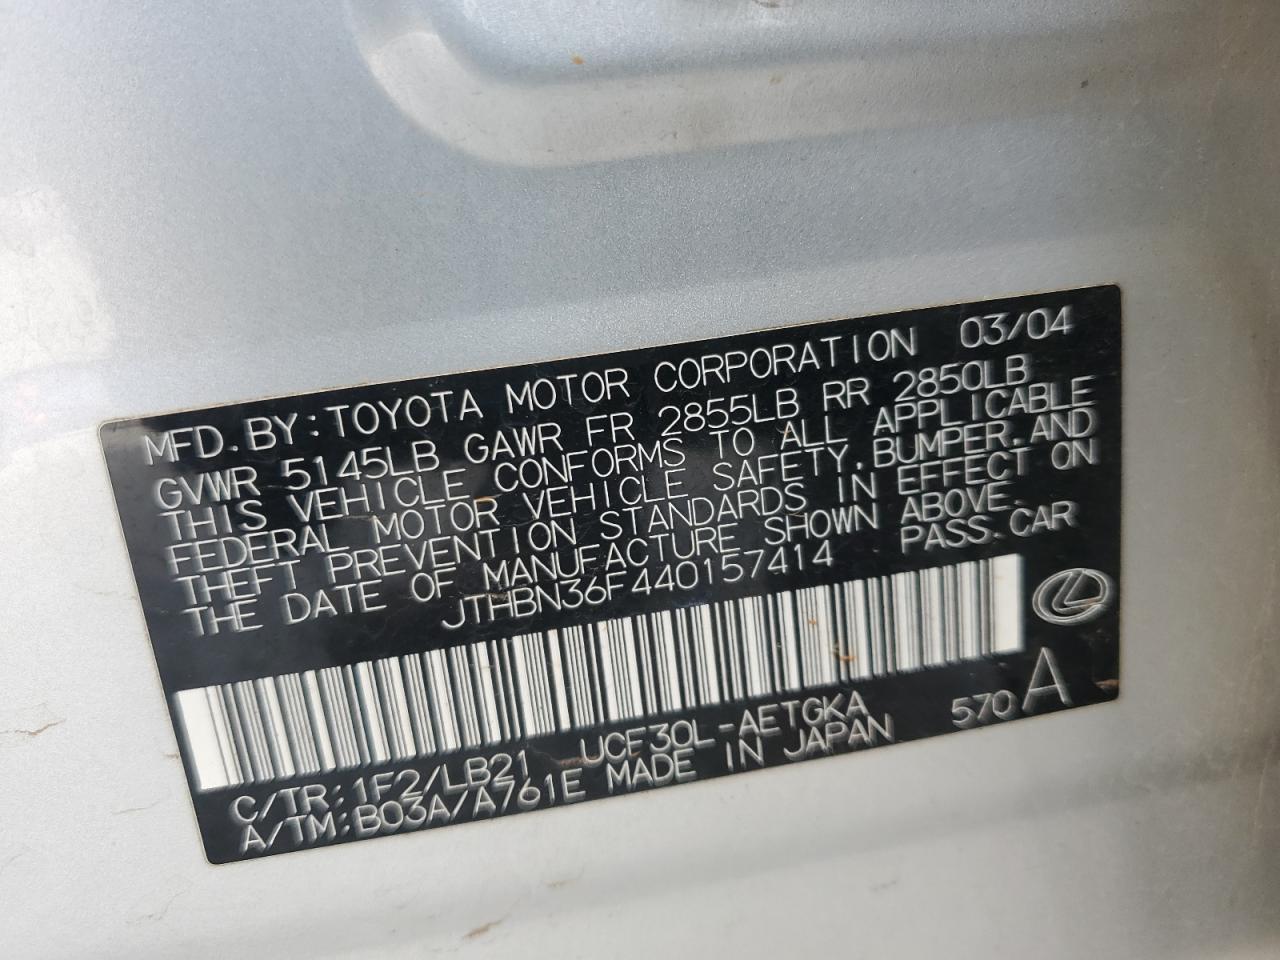 MFD. BY: TOYOTA MOTOR CORPORATION 03/04
GVWR 5145LB GAWR FR 2855LB RR 2850LB
THIS VEHICLE CONFORMS TO ALL APPLICABLE
FEDERAL MOTOR VEHICLE SAFETY, BUMPER, AND
THEFT PREVENTION STANDARDS IN EFFECT ON
THE DATE OF MANUFACTURE SHOWN ABOVE.
JTHBN36F440157414 PASS. CAR
C/TR: 1F2/LB21 UCF30L-AETGKA 570 A
A/TM: B03A/A761E MADE IN JAPAN